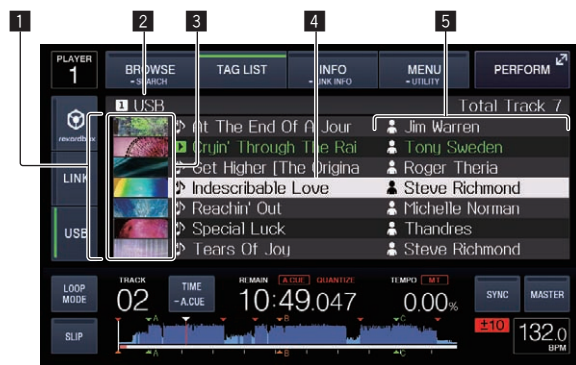 1 2 3 4 5
PLAYER 1
BROWSE TAG LIST INFO MENU PERFORM
-SEARCH -LINK INFO -UTILITY
1 USB Total Track 7
rekordbox
At The End Of A Jour Jim Warren
Cryin' Through The Rai Tony Sweden
Get Higher [The Origina Roger Theria
LINK
Indescribable Love Steve Richmond
Reachin' Out Michelle Norman
USB
Special Luck Thandres
Tears Of Joy Steve Richmond
LOOP MODE
TRACK 02
TIME -A.CUE
REMAIN A.CUE QUANTIZE
10:49.047
TEMPO MT
0.00%
SYNC MASTER
SLIP
A B C
±10 132.0 BPM
A B C